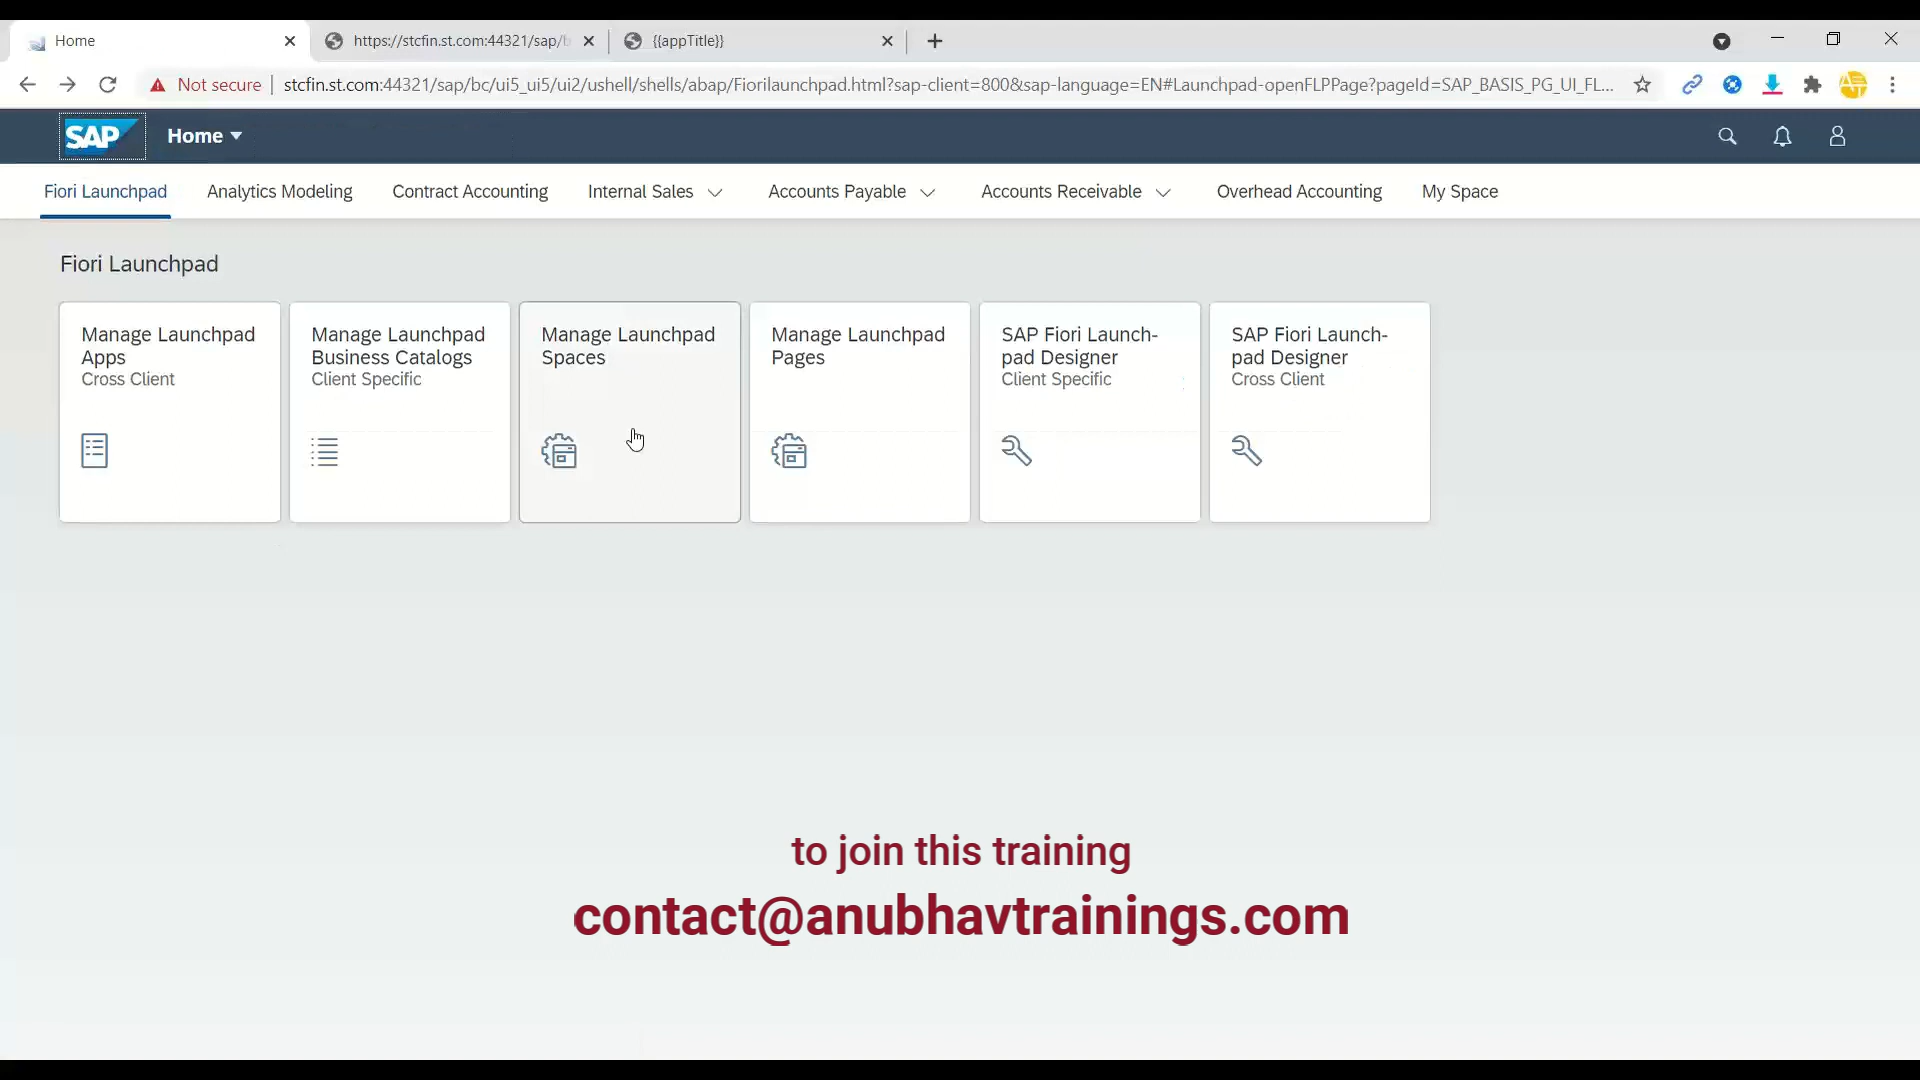 Home
https://stcfin.st.com:44321/sap/b
{{appTitle}}
Not secure
stcfin.st.com:44321/sap/bc/ui5_ui5/ui2/ushell/shells/abap/Fiorilaunchpad.html?sap-client=800&sap-language=EN#Launchpad-openFLPPage?pageId=SAP_BASIS_PG_UI_FL...
SAP
Home
Fiori Launchpad
Analytics Modeling
Contract Accounting
Internal Sales
Accounts Payable
Accounts Receivable
Overhead Accounting
My Space
Fiori Launchpad
Manage Launchpad
Apps
Cross Client
Manage Launchpad
Business Catalogs
Client Specific
Manage Launchpad
Spaces
Manage Launchpad
Pages
SAP Fiori Launch-
pad Designer
Client Specific
SAP Fiori Launch-
pad Designer
Cross Client
to join this training
contact@anubhavtrainings.com